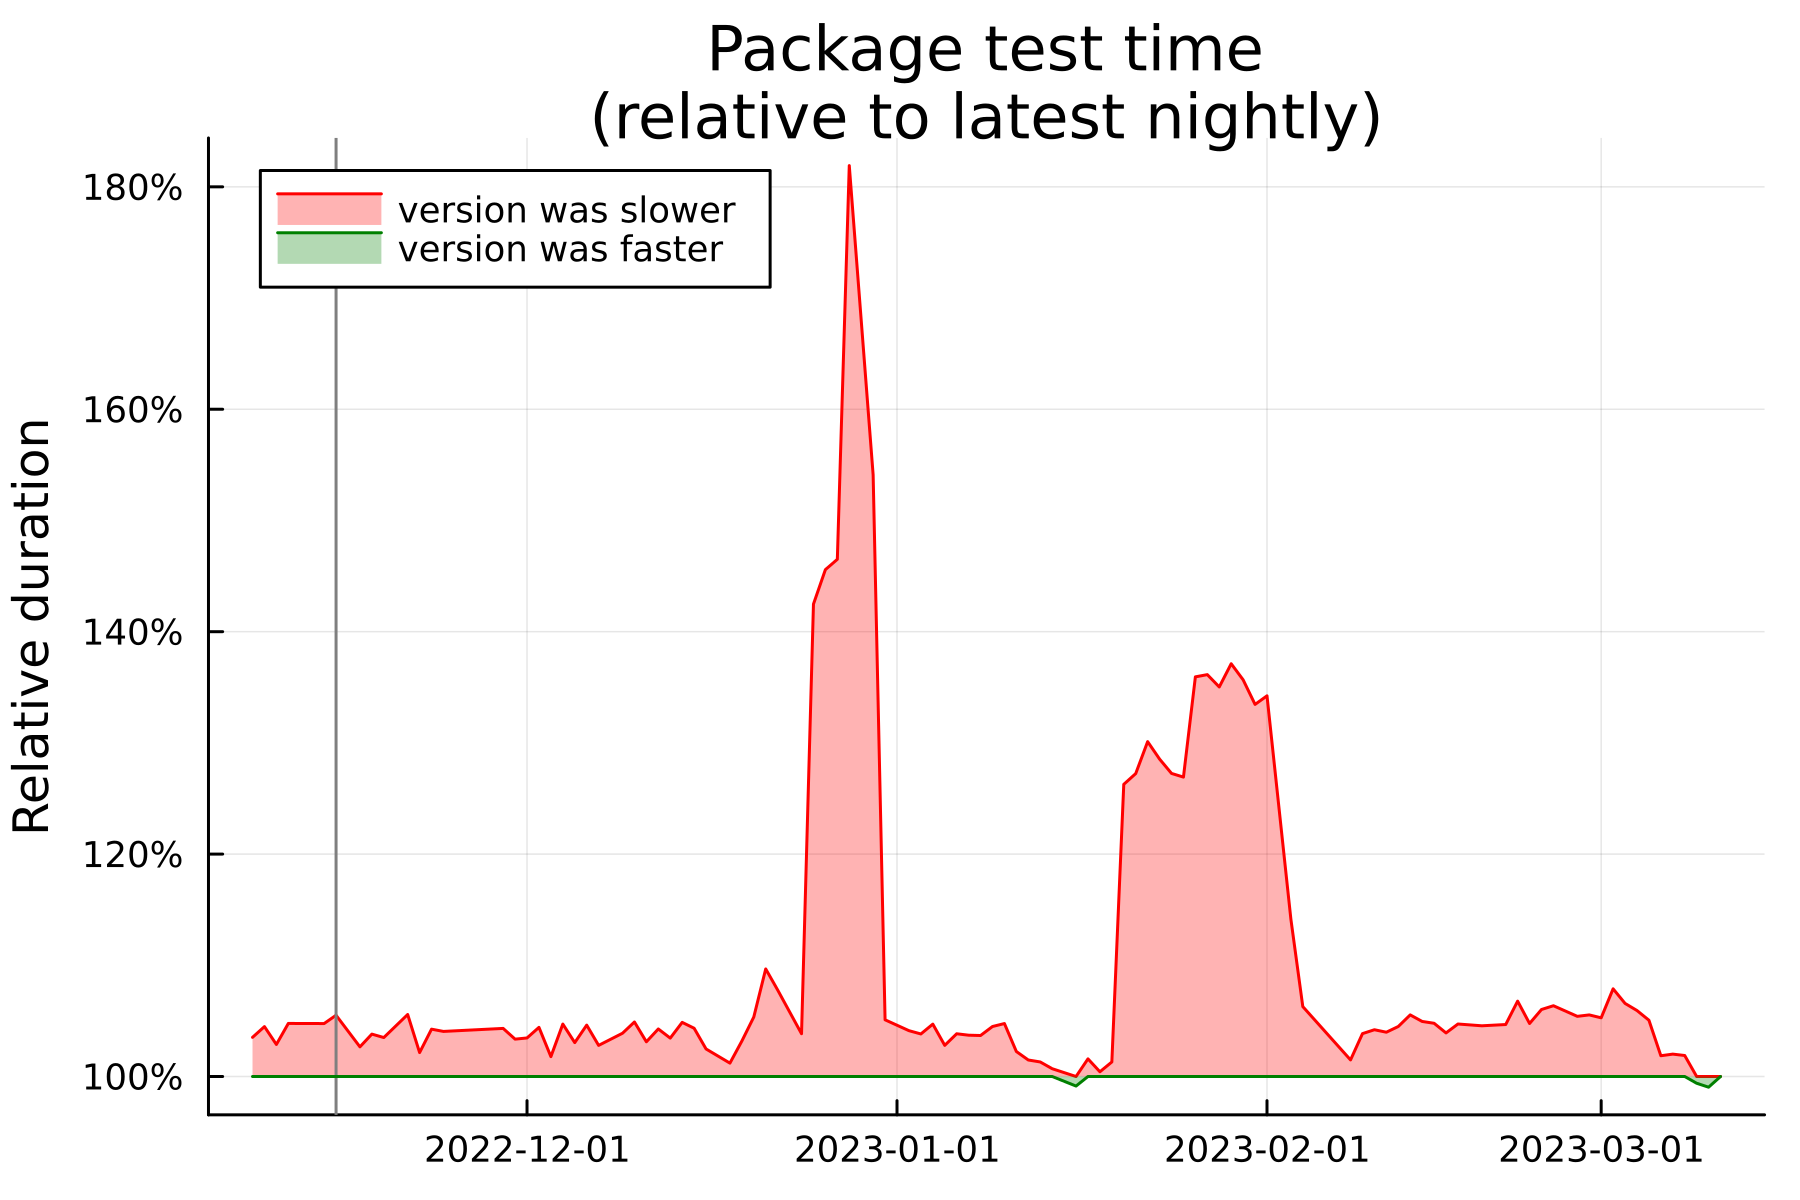 Package test time
(relative to latest nightly)
180%
version was slower
version was faster
160%
140%
120%
100%
Relative duration
2022-12-01
2023-01-01
2023-02-01
2023-03-01